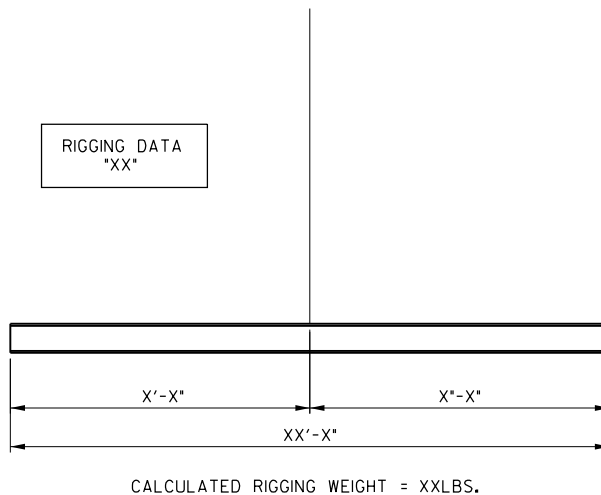 RIGGING DATA
"XX"
X'-X" X"-X"
XX'-X"
CALCULATED RIGGING WEIGHT = XXLBS.